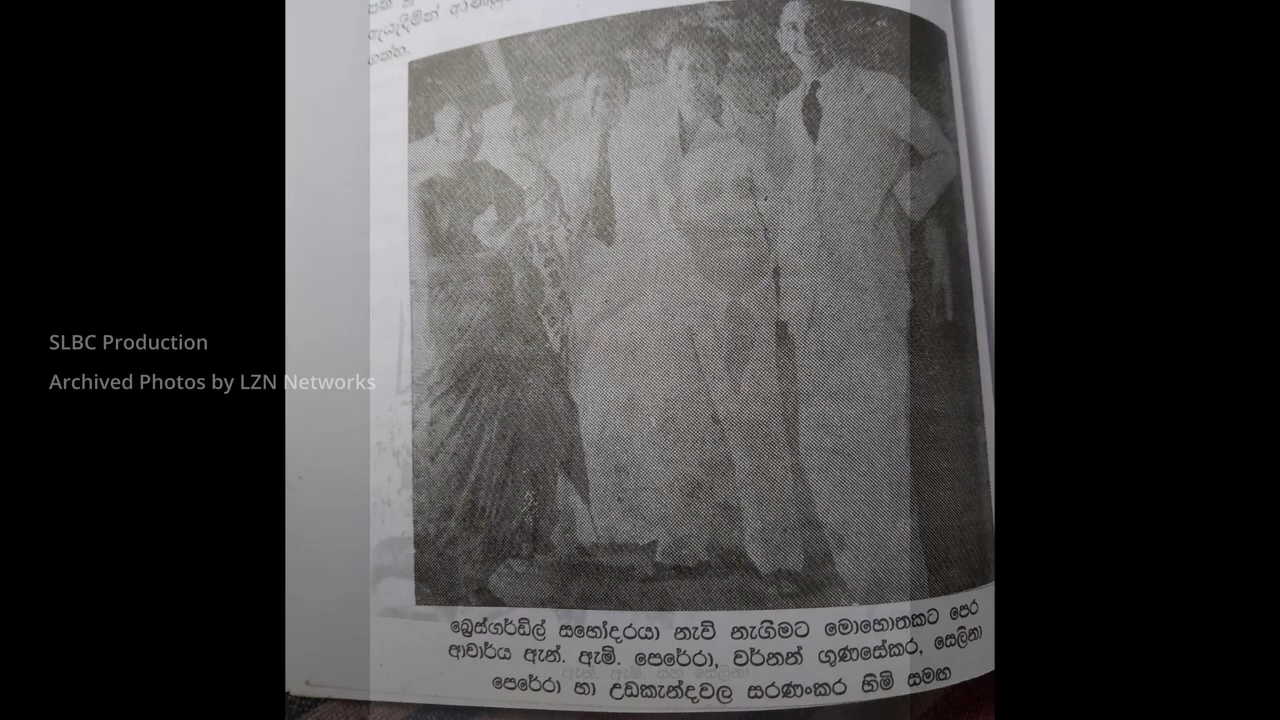 ගත්හ.
SLBC Production
Archived Photos by LZN Networks
බ්‍රේස්ගර්ඩිල් සහෝදරයා නැව් නැගීමට මොහොතකට පෙර
ආචාර්ය ඇන්. ඇම්. පෙරේරා, වර්නන් ගුණසේකර, සෙලිනා
පෙරේරා හා උඩකැන්දවල සරණංකර හිමි සමඟ